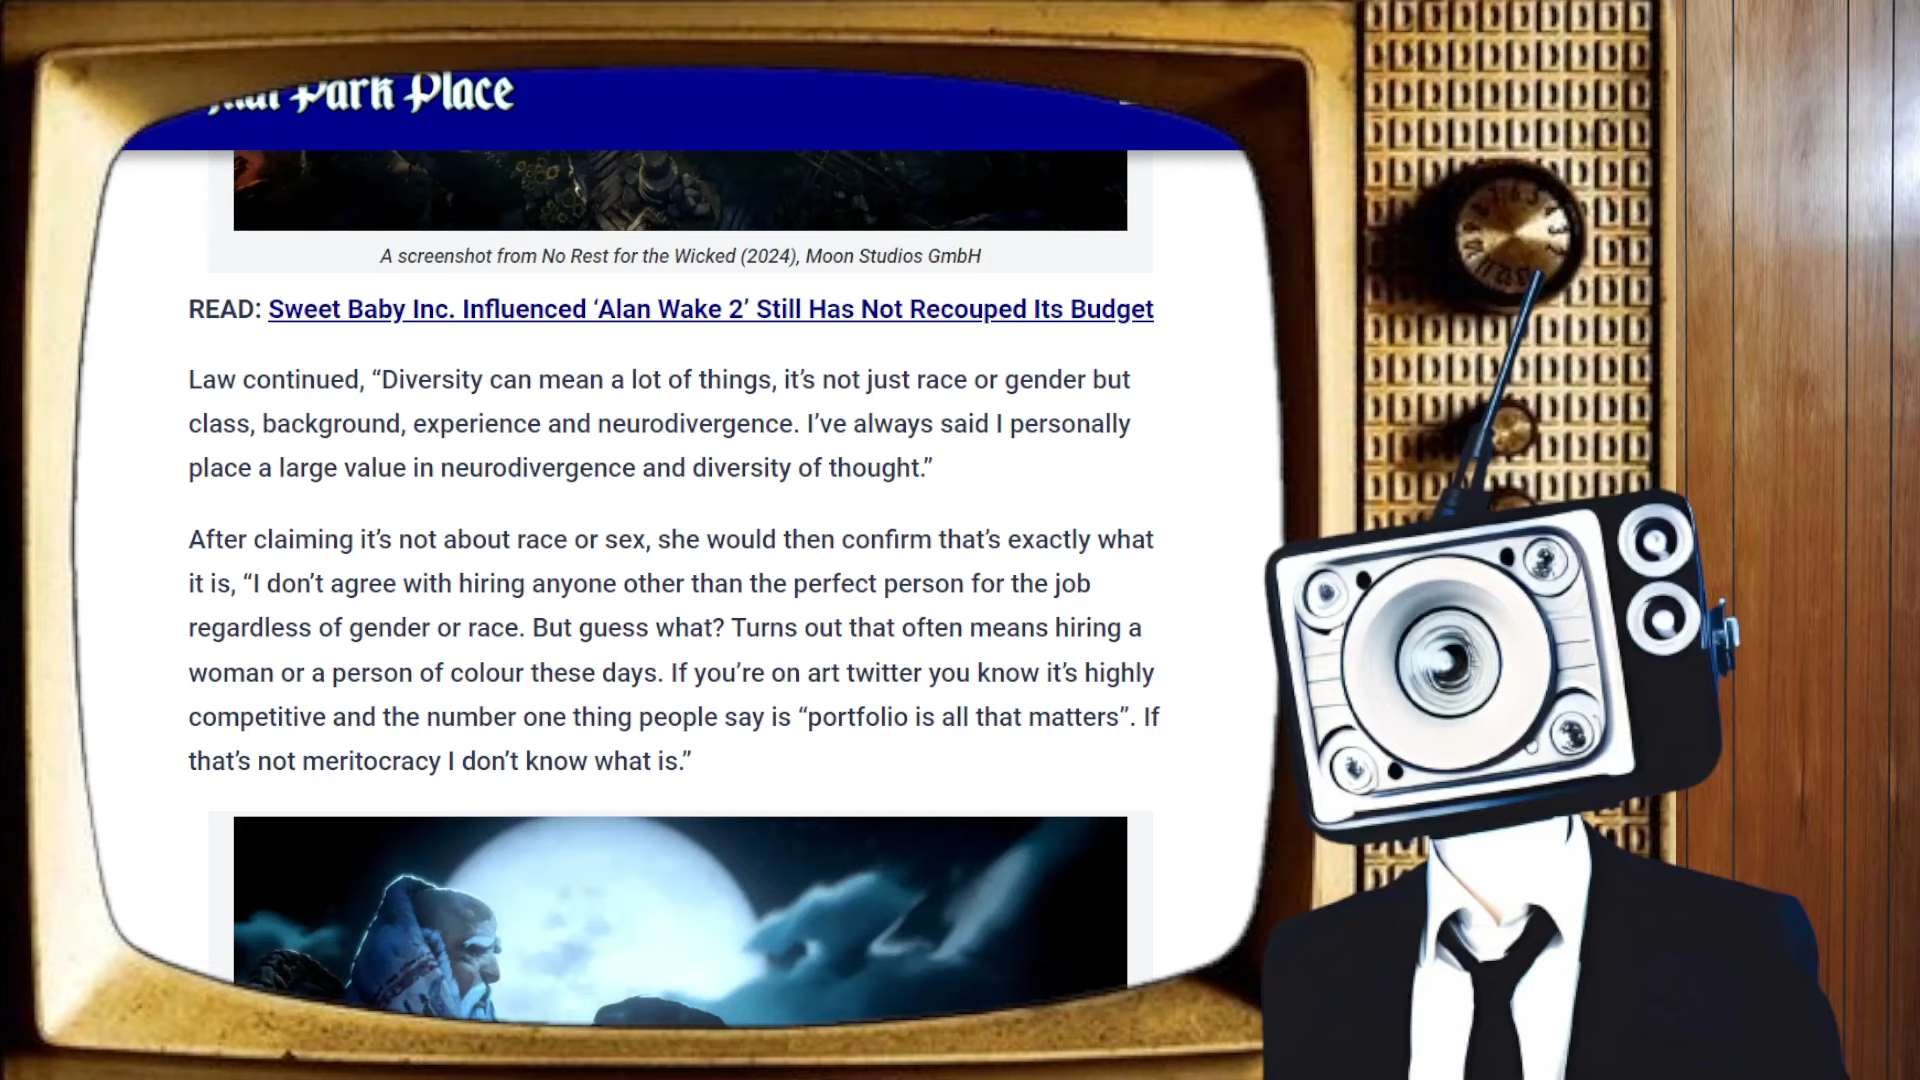 Park Place
A screenshot from No Rest for the Wicked (2024), Moon Studios GmbH
READ: Sweet Baby Inc. Influenced ‘Alan Wake 2’ Still Has Not Recouped Its Budget
Law continued, “Diversity can mean a lot of things, it’s not just race or gender but
class, background, experience and neurodivergence. I’ve always said I personally
place a large value in neurodivergence and diversity of thought.”
After claiming it’s not about race or sex, she would then confirm that’s exactly what
it is, “I don’t agree with hiring anyone other than the perfect person for the job
regardless of gender or race. But guess what? Turns out that often means hiring a
woman or a person of colour these days. If you’re on art twitter you know it’s highly
competitive and the number one thing people say is “portfolio is all that matters”. If
that’s not meritocracy I don’t know what is.”